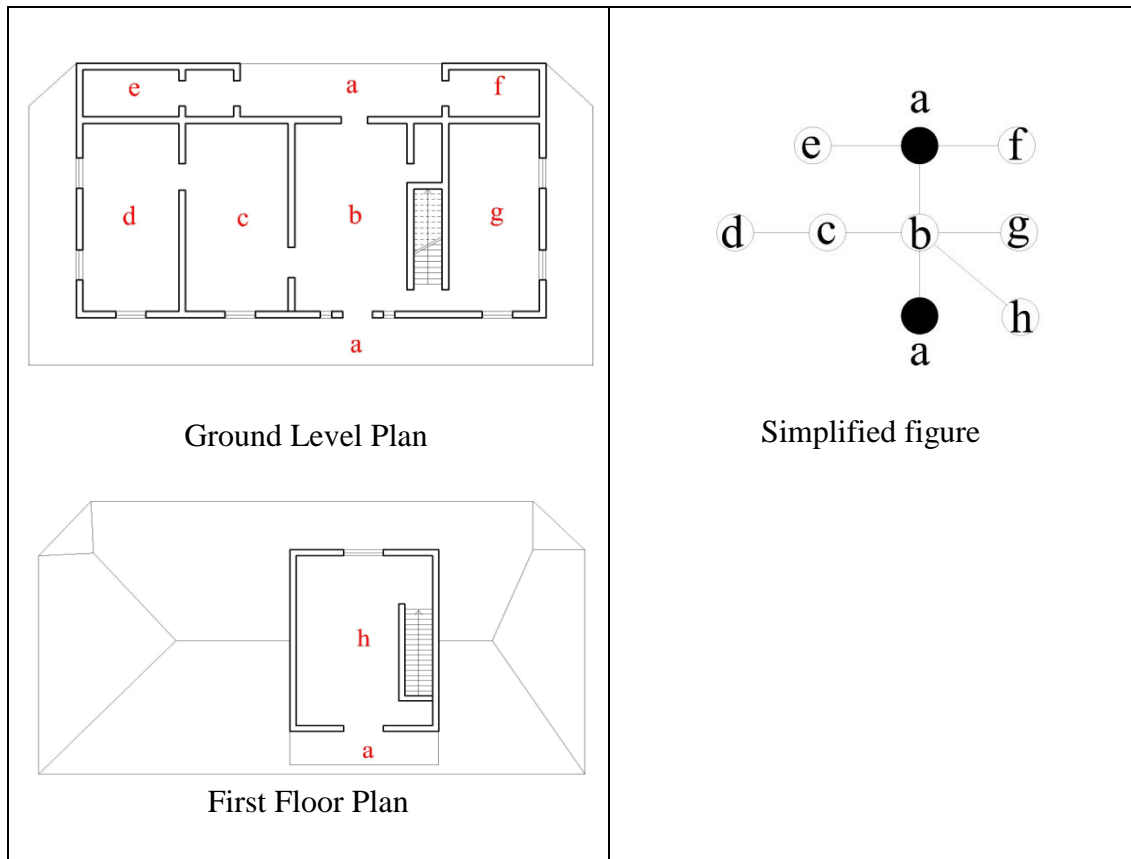 e
a
f
d
c
b
g
a
Ground Level Plan
h
a
First Floor Plan
a
e
f
d
c
b
g
h
a
Simplified figure